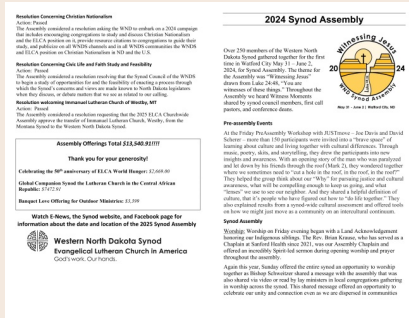 Resolution Concerning Christian Nationalism
Action: Passed
The Assembly considered a resolution asking the WND to embark on a 2024 campaign
that includes encouraging congregations to study and discuss Christian Nationalism
and the ELCA position on it, provide resource citations to congregations to guide their
study, and publicize on all WNDS channels and in all WNDS communities the WNDS
and ELCA position on Christian Nationalism in ND and the U.S.
Resolution Concerning Civic Life and Faith Study and Feasibility
Action: Passed
The Assembly considered a resolution directing that the Synod Council of the WNDS
to begin a study of opportunities for and the feasibility of enacting a process through
which the Synod's concerns and views are made known to North Dakota legislators
when they discuss, or debate matters that we see as related to our calling.
Resolution welcoming Immanuel Lutheran Church of Westby, MT
Action: Passed
The Assembly considered a resolution requesting that the 2025 ELCA Churchwide
Assembly approve the transfer of Immanuel Lutheran Church, Westby, from the
Montana Synod to the Western North Dakota Synod.
Assembly Offerings Total $13,540.91!!!!
Thank you for your generosity!
Celebrating the 50th anniversary of ELCA World Hunger: $2,669.00
Global Companion Synod the Lutheran Church in the Central African
Republic: $7472.91
Banquet Love Offering for Outdoor Ministries: $3,399
Watch E-News, the Synod website, and Facebook page for
information about the date and location of the 2025 Synod Assembly
Western North Dakota Synod
Evangelical Lutheran Church in America
God's work. Our hands.
2024 Synod Assembly
Over 250 members of the Western North
Dakota Synod gathered together for the first
time in Watford City May 31 – June 2,
2024, for Synod Assembly. The theme for
the Assembly was "Witnessing Jesus"
drawn from Luke 24:48, "You are
witnesses of these things." Throughout the
Assembly we heard Witness Moments
shared by synod council members, first call
pastors, and conference deans.
Witnessing Jesus
20 24
WND Synod Assembly
May 31 - June 2 | Watford City, ND
Pre-assembly Events
At the Friday PreAssembly Workshop with JUSTmove – Joe Davis and David
Scherer – more than 150 participants were invited into a "brave space" of
learning about culture and living together with cultural differences. Through
music, poetry, skits, and storytelling, they drew the participants into new
insights and awareness. With an opening story of the man who was paralyzed
and let down by his friends through the roof (Mark 2), they wondered together
where we sometimes need to "cut a hole in the roof, in the roof, in the roof?"
They helped the group think about our "Why" for pursuing justice and cultural
awareness, what will be compelling enough to keep us going, and what
"lenses" we use to see our neighbor. And they shared a helpful definition of
culture, that it's people who have figured out how to "do life together." They
also explained results from a synod-wide cultural assessment and offered tools
on how we might just move as a community on an intercultural continuum.
Synod Assembly
Worship: Worship on Friday evening began with a Land Acknowledgement
honoring our Indigenous siblings. The Rev. Brian Krause, who has served as a
Chaplain at Sanford Health since 2021, was our Assembly Chaplain and
offered an incredibly Spirit-led sermon during opening worship and prayer
throughout the assembly.
Again this year, Sunday offered the entire synod an opportunity to worship
together as Bishop Schweitzer shared a message with the assembly that was
also shared via video or read by lay ministers in local congregations gathering
in worship across the synod. This shared message offered an opportunity to
celebrate our unity and connection even as we are dispersed in communities